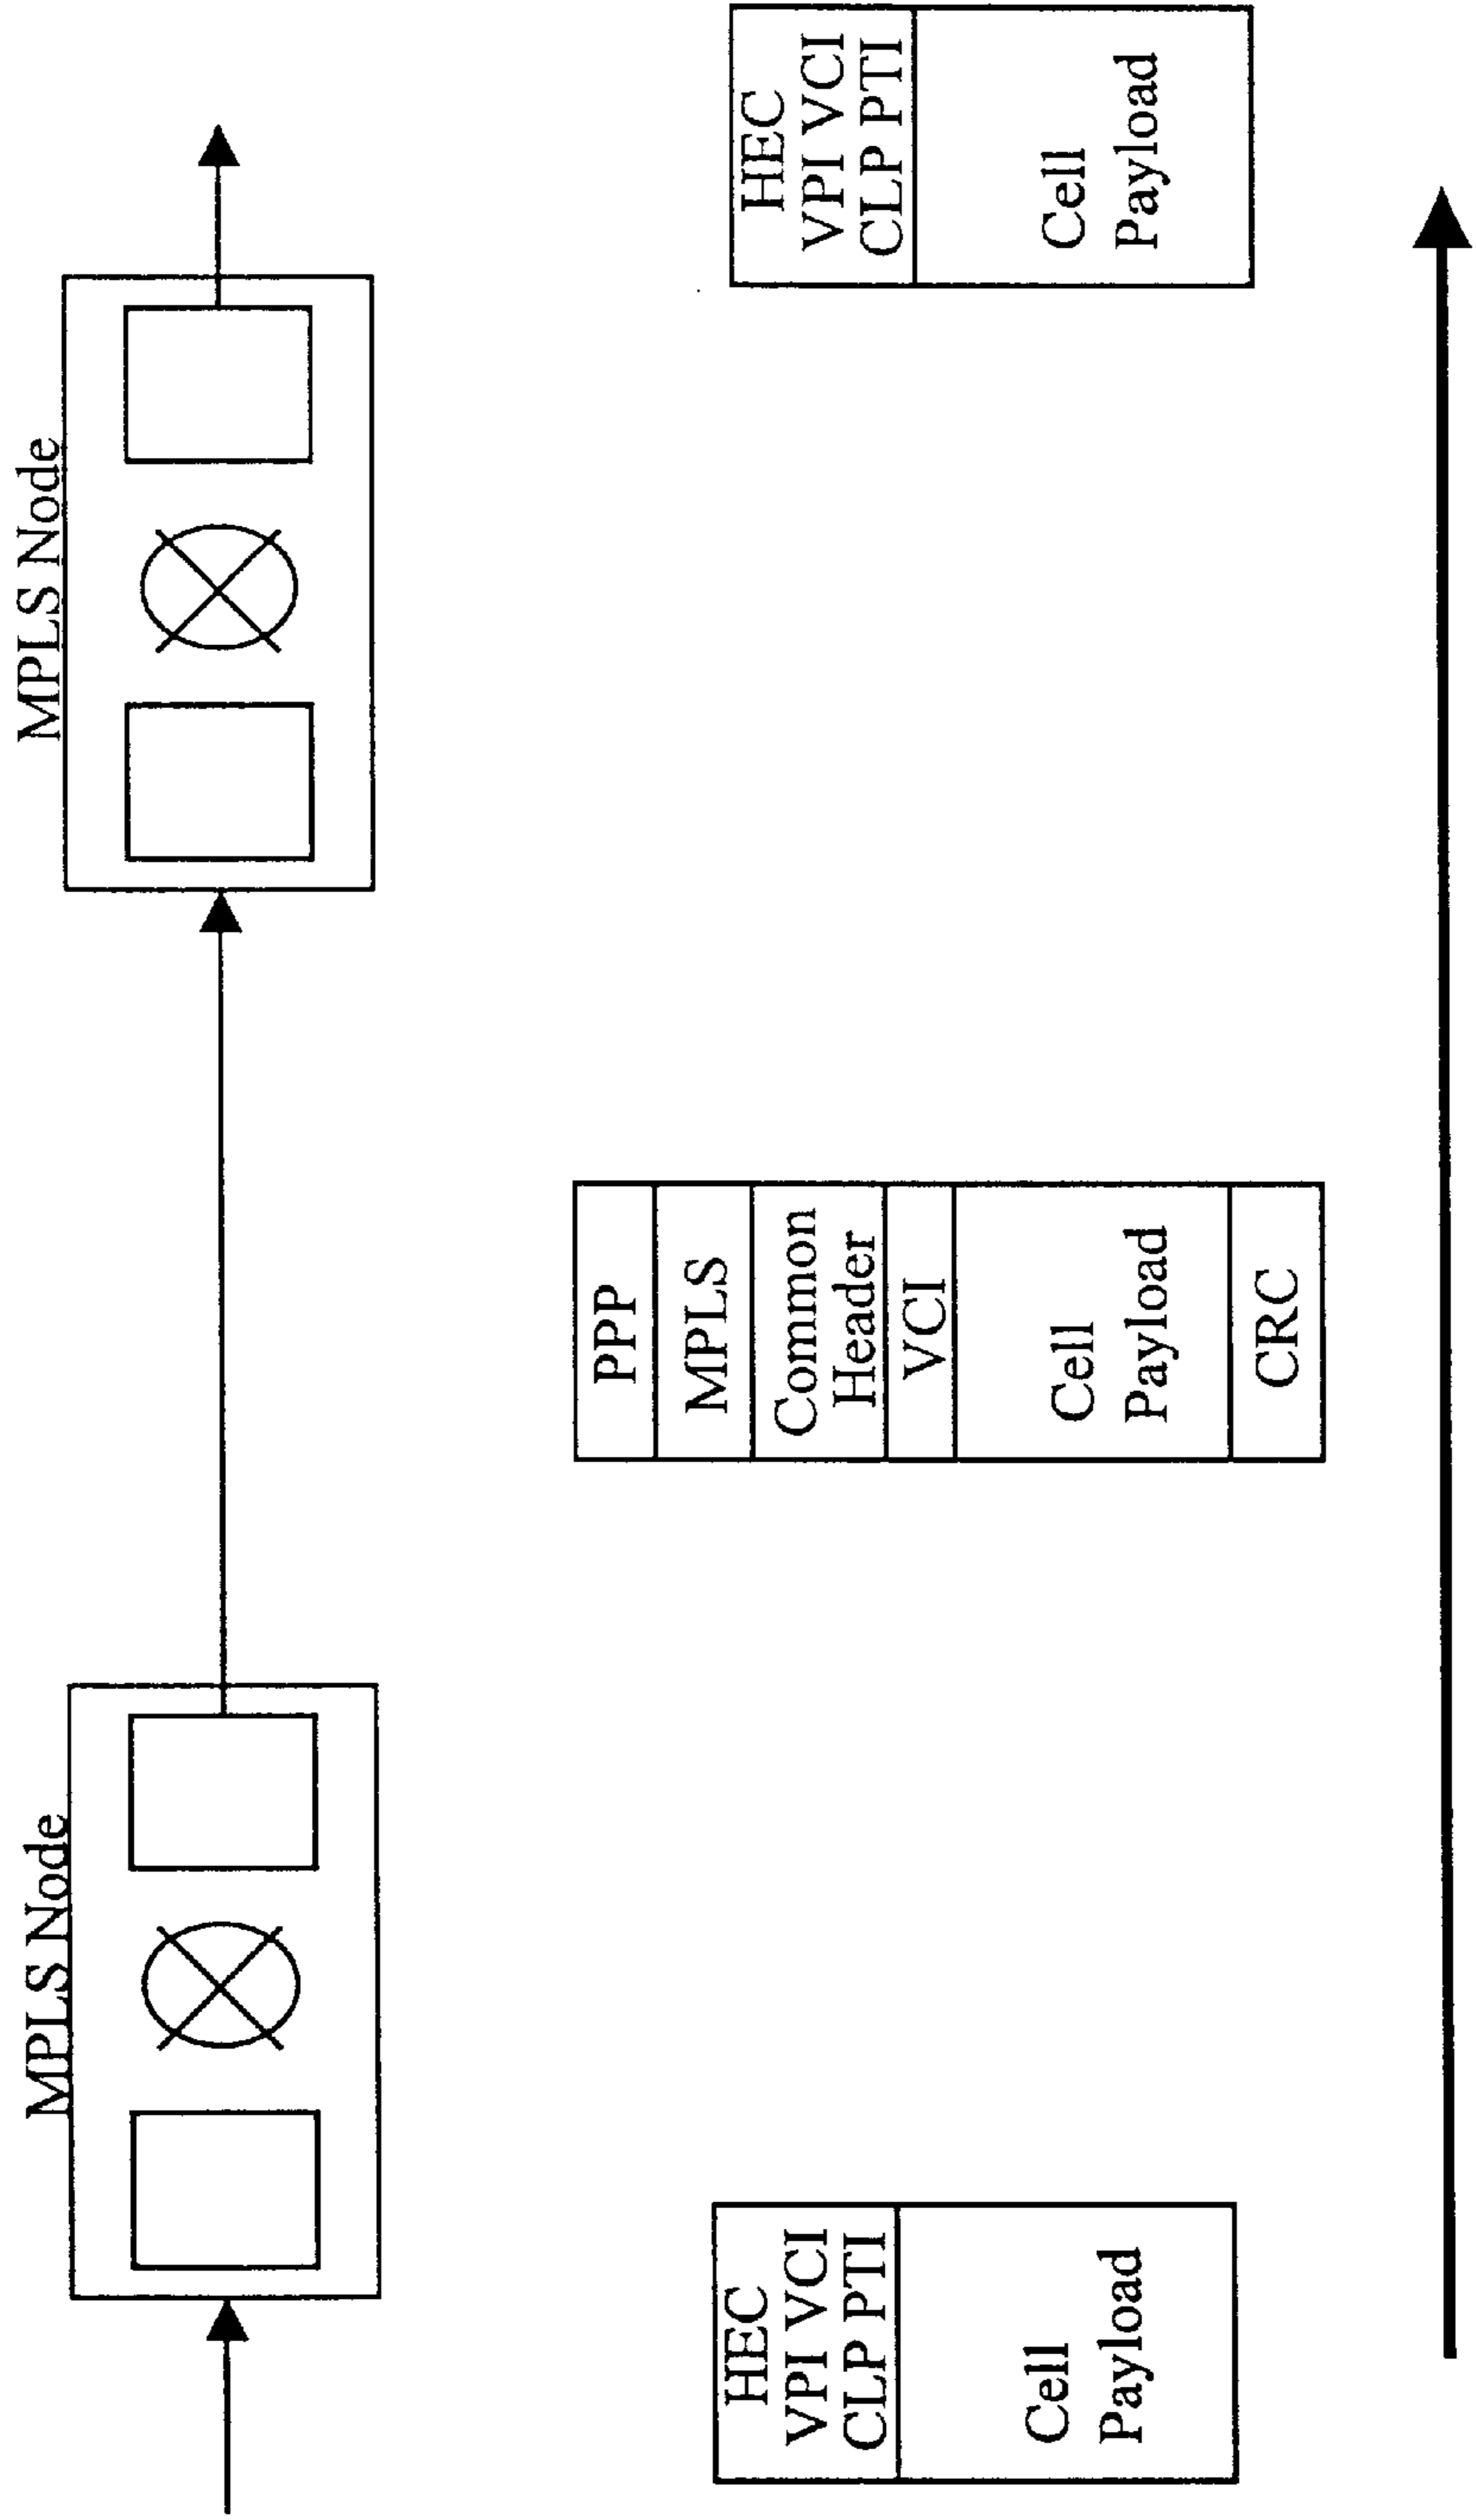 MPLS Node
MPLS Node
HEC
VPI VCI
CLP PTI
Cell
Payload
PPP
MPLS
Common
Header
VCI
Cell
Payload
CRC
HEC
VPI VCI
CLP PTI
Cell
Payload